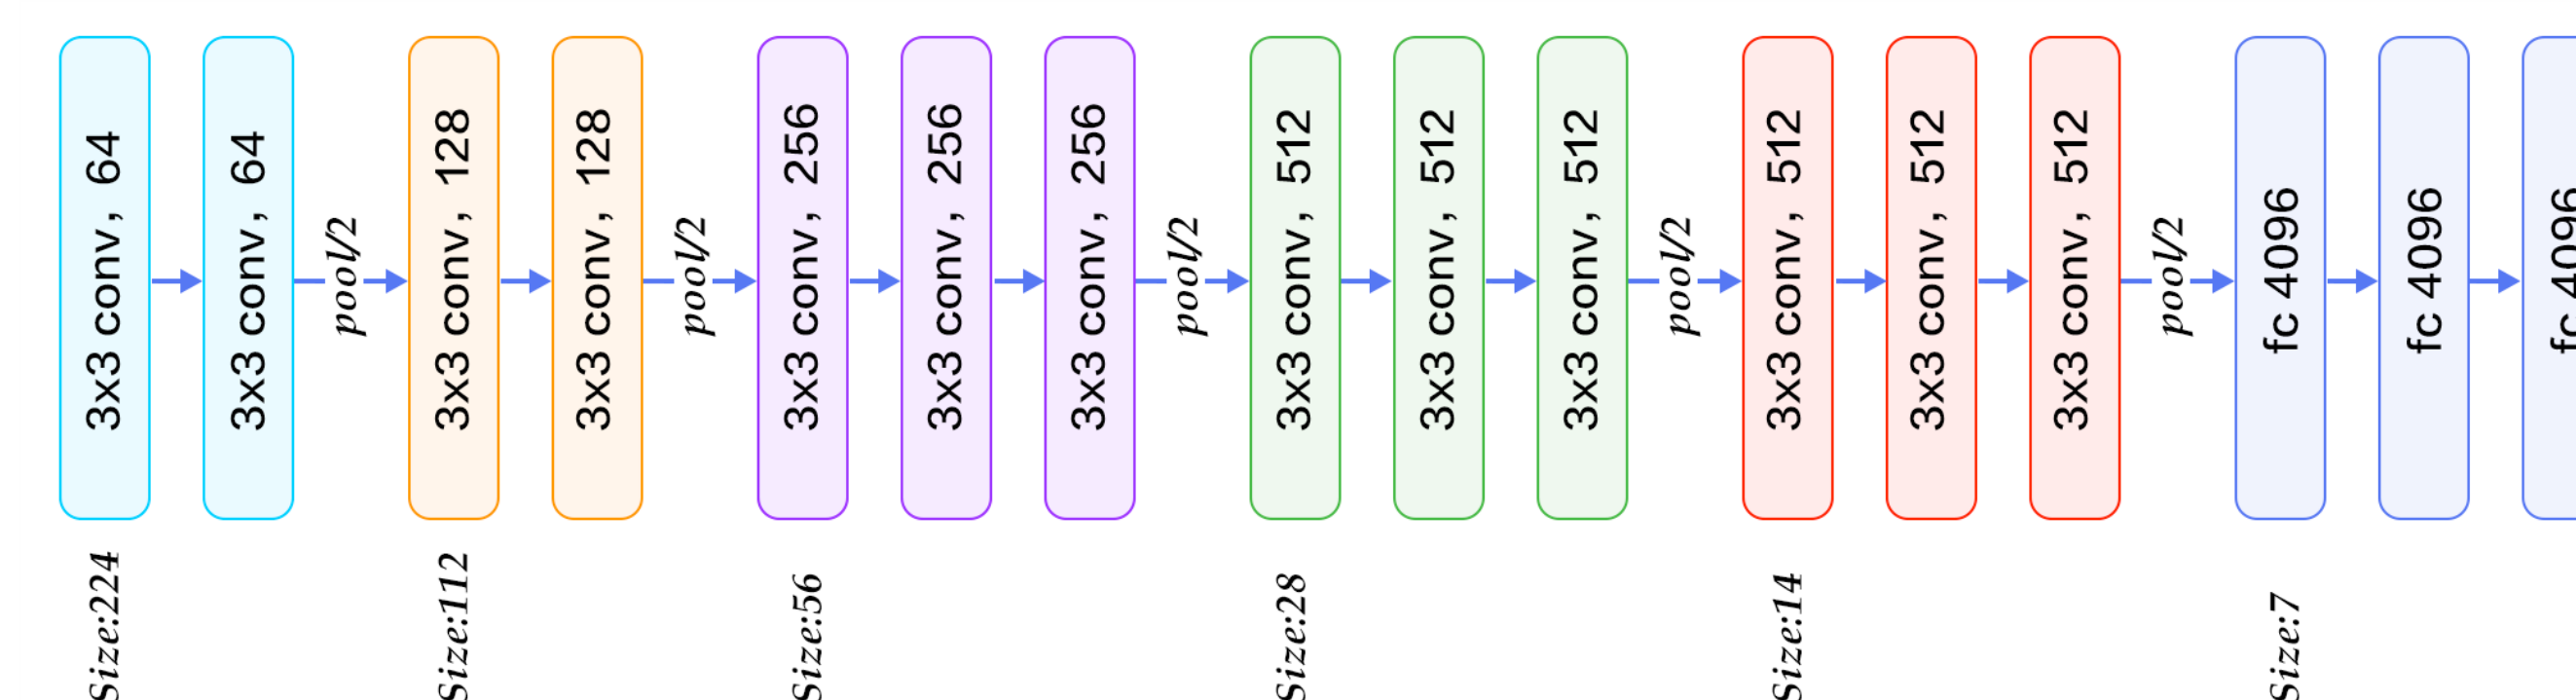 3x3 conv, 64
3x3 conv, 64
pool/2
3x3 conv, 128
3x3 conv, 128
pool/2
3x3 conv, 256
3x3 conv, 256
3x3 conv, 256
pool/2
3x3 conv, 512
3x3 conv, 512
3x3 conv, 512
pool/2
3x3 conv, 512
3x3 conv, 512
3x3 conv, 512
pool/2
fc 4096
fc 4096
fc 4096
Size:224
Size:112
Size:56
Size:28
Size:14
Size:7